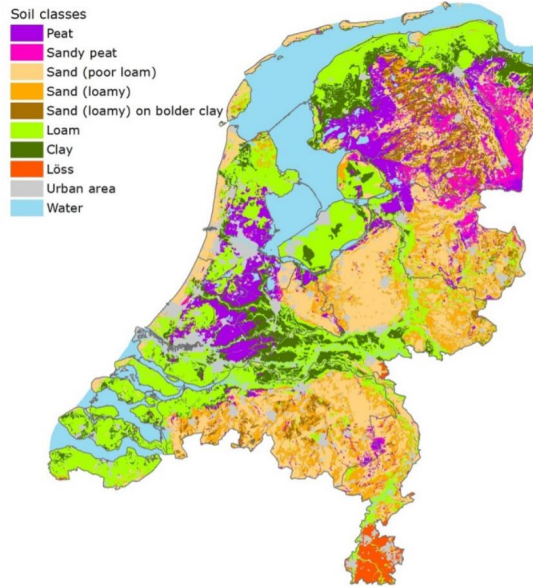 Soil classes
Peat
Sandy peat
Sand (poor loam)
Sand (loamy)
Sand (loamy) on bolder clay
Loam
Clay
Löss
Urban area
Water